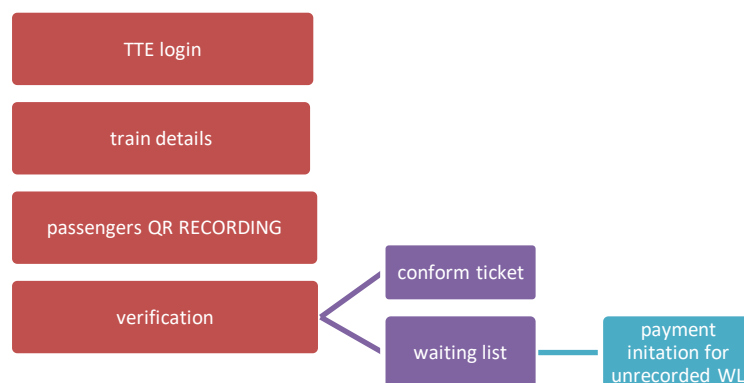 TTE login
train details
passengers QR RECORDING
conform ticket
verification
waiting list
payment
initation for
unrecorded WL